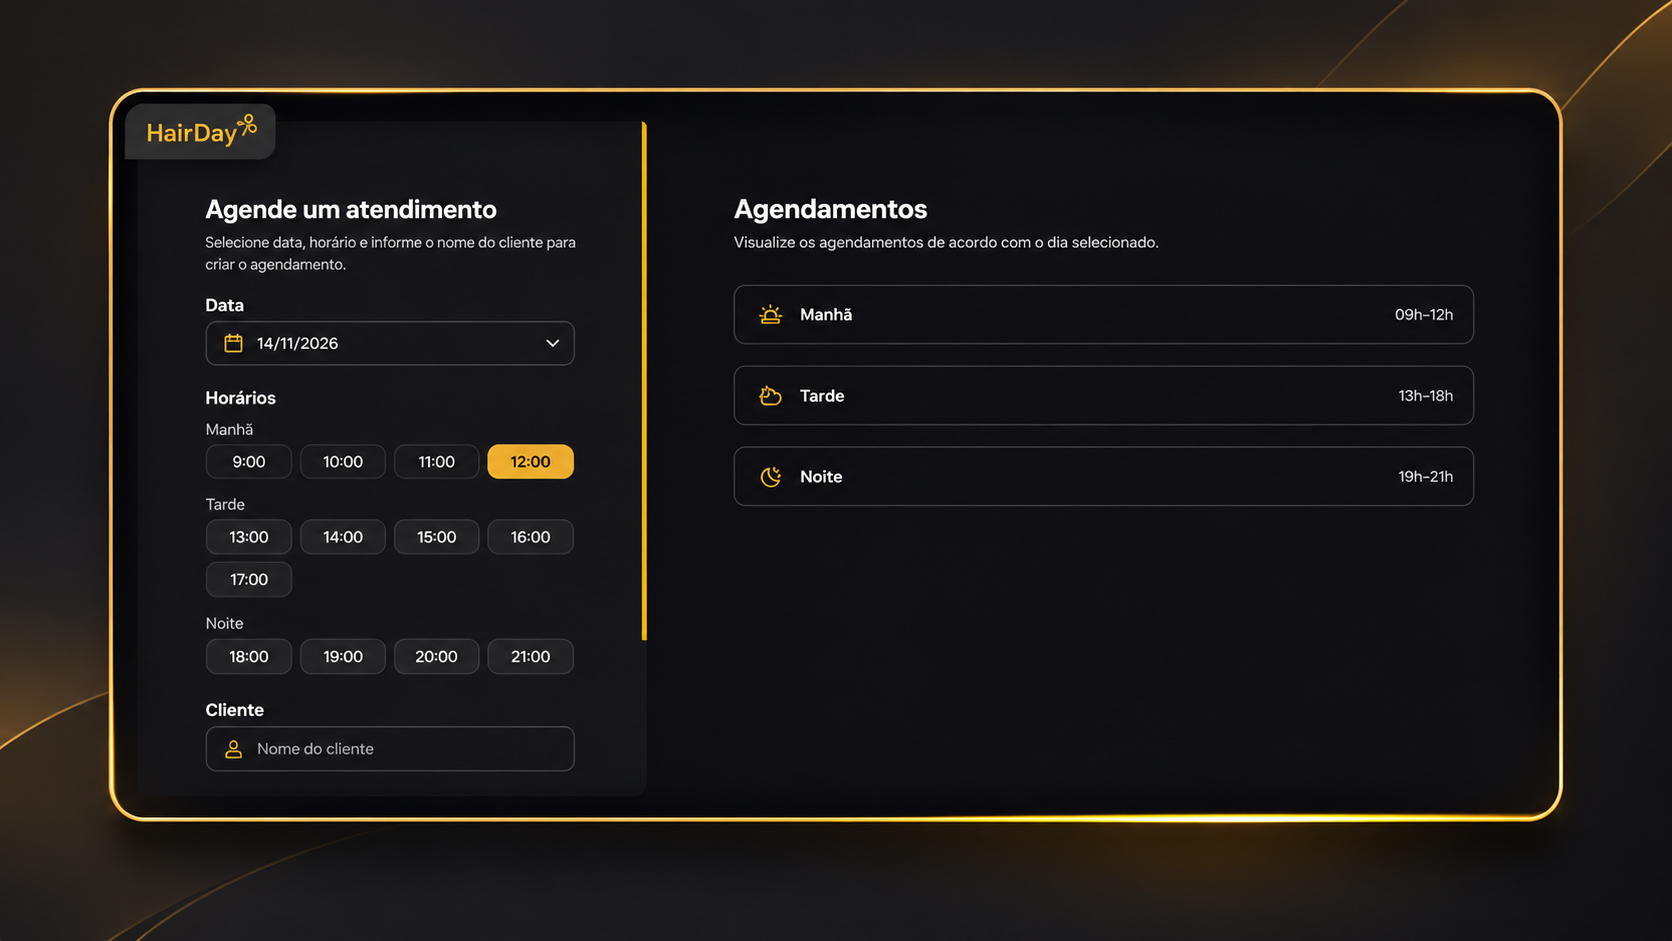 HairDay
Agende um atendimento
Selecione data, horário e informe o nome do cliente para
criar o agendamento.
Data
14/11/2026
Horários
Manhã
9:00 10:00 11:00 12:00
Tarde
13:00 14:00 15:00 16:00
17:00
Noite
18:00 19:00 20:00 21:00
Cliente
Nome do cliente
Agendamentos
Visualize os agendamentos de acordo com o dia selecionado.
Manhã 09h–12h
Tarde 13h–18h
Noite 19h–21h